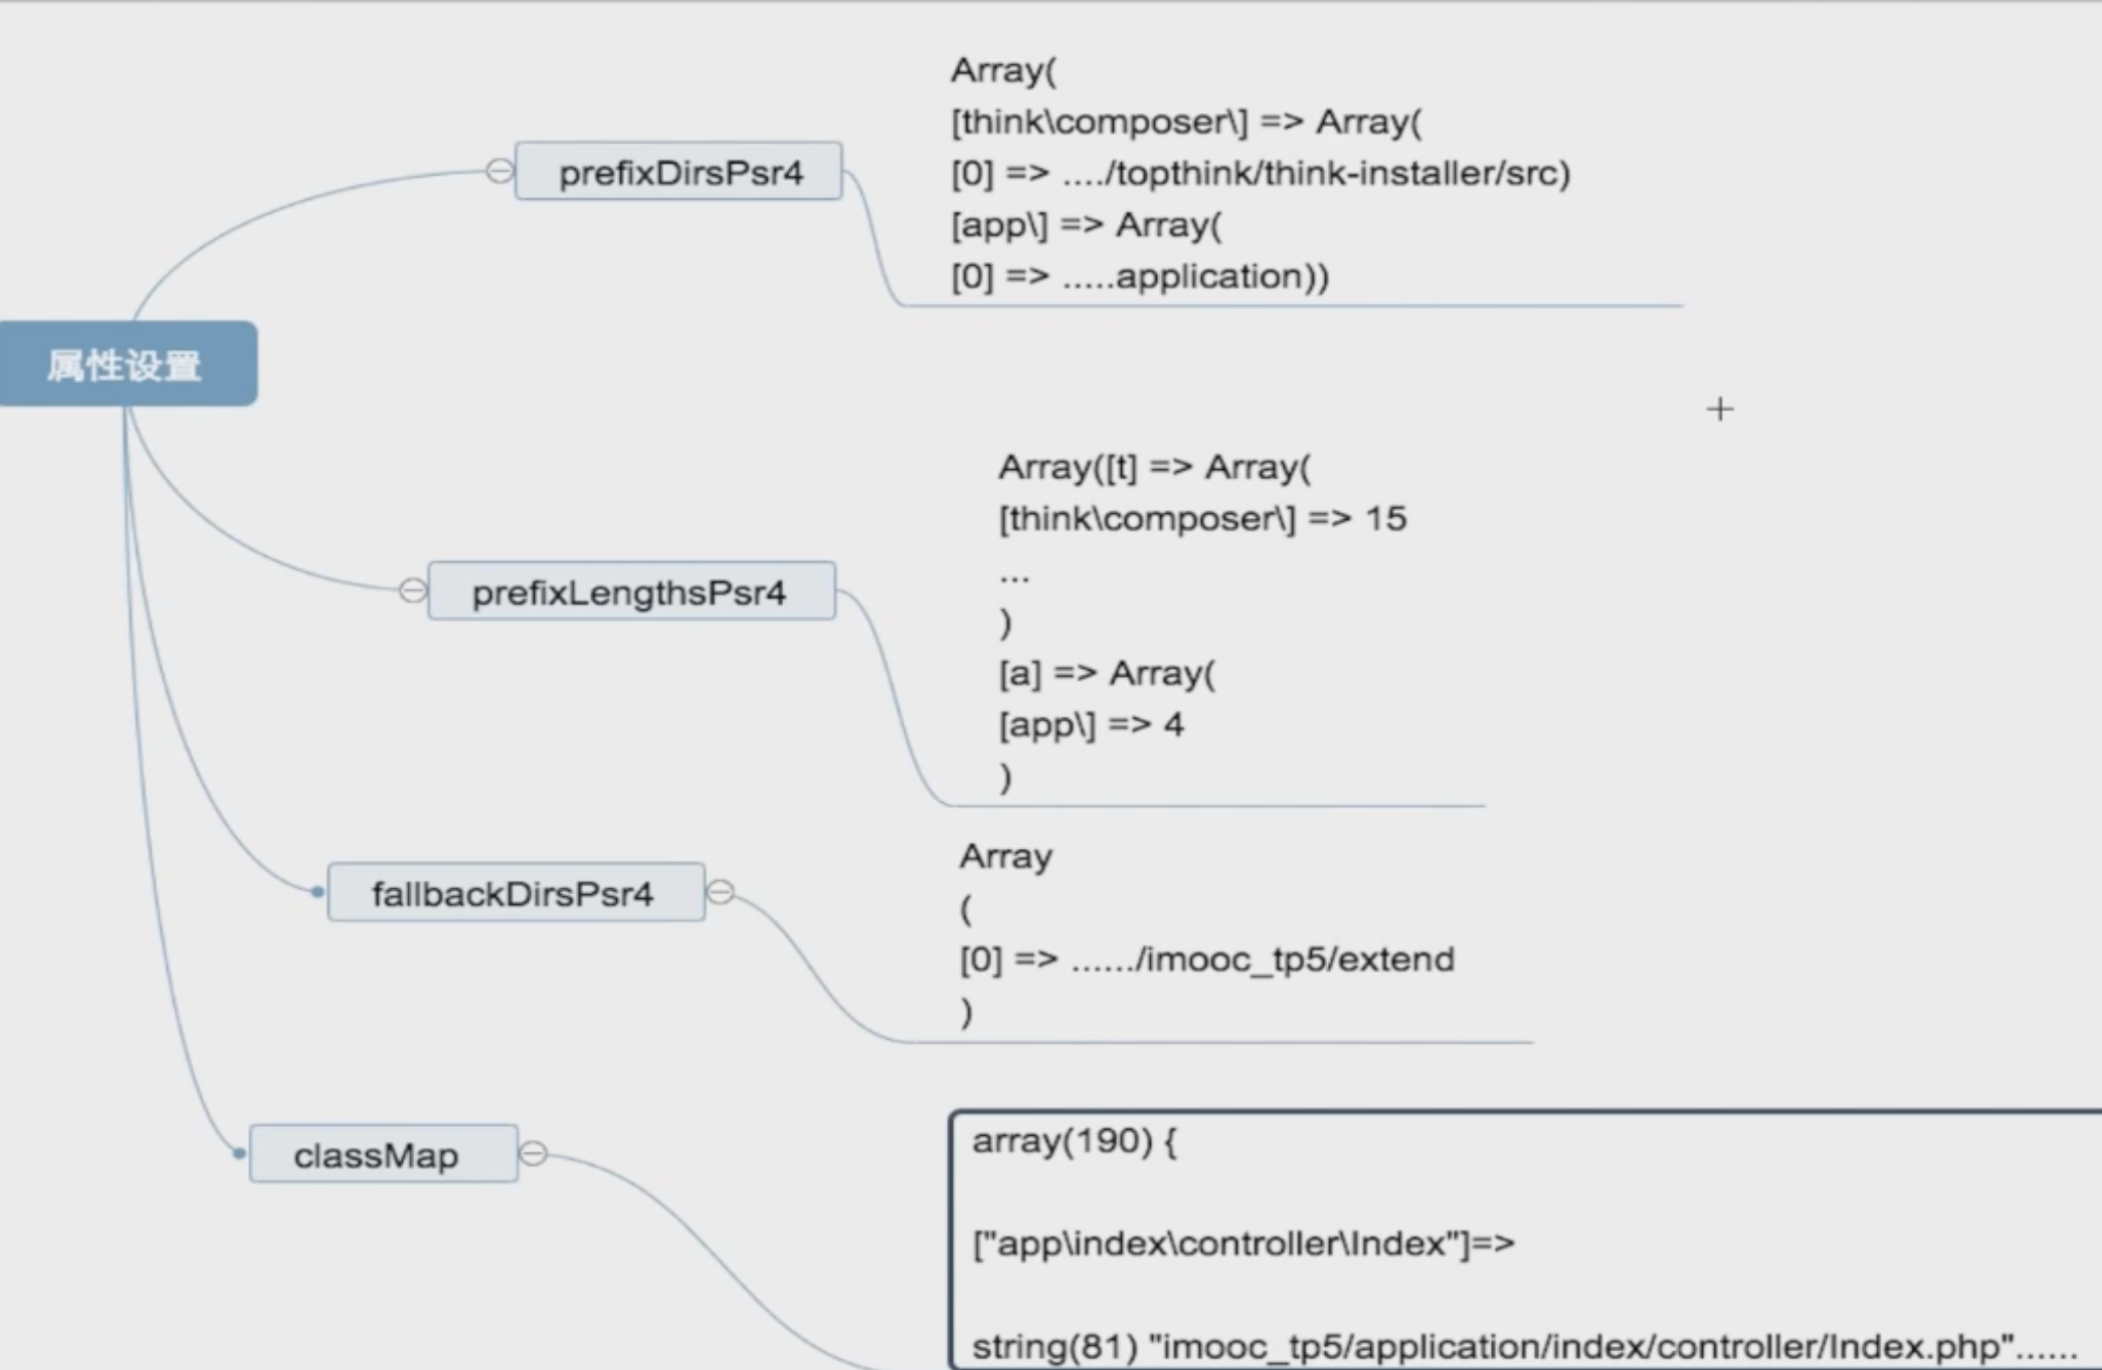 属性设置
prefixDirsPsr4
Array(
[think\composer\] => Array(
[0] => ..../topthink/think-installer/src)
[app\] => Array(
[0] => .....application))
prefixLengthsPsr4
Array([t] => Array(
[think\composer\] => 15
...
)
[a] => Array(
[app\] => 4
)
fallbackDirsPsr4
Array
(
[0] => ....../imooc_tp5/extend
)
classMap
array(190) {
["app\index\controller\Index"]=>
string(81) "imooc_tp5/application/index/controller/Index.php"......